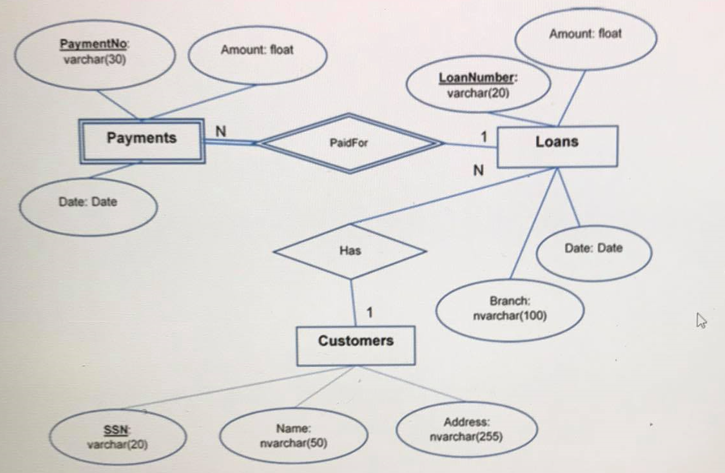 Amount: float
PaymentNo:
varchar(30)
Amount: float
LoanNumber:
varchar(20)
Payments
N
PaidFor
1
Loans
N
Date: Date
Has
Date: Date
Branch:
nvarchar(100)
1
Customers
SSN:
varchar(20)
Name:
nvarchar(50)
Address:
nvarchar(255)